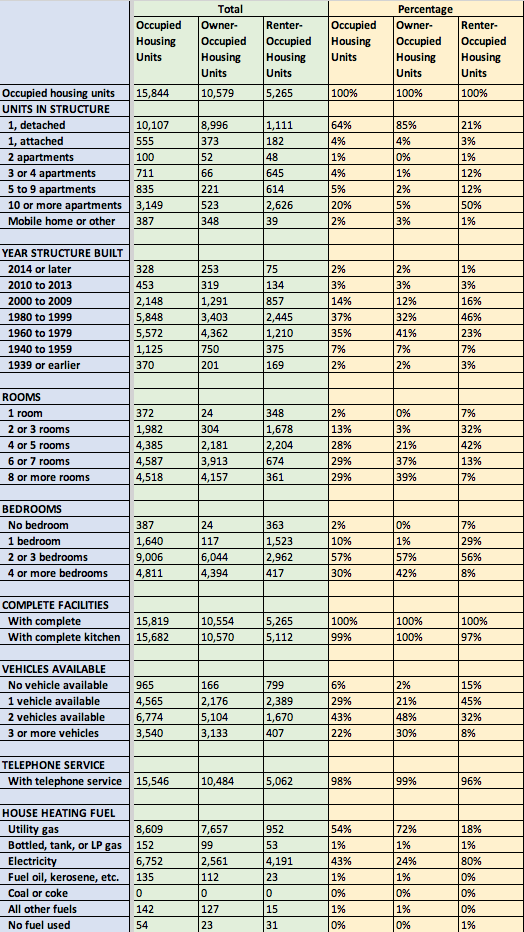 Total Percentage
Occupied Housing Units Owner-Occupied Housing Units Renter-Occupied Housing Units Occupied Housing Units Owner-Occupied Housing Units Renter-Occupied Housing Units
Occupied housing units 15,844 10,579 5,265 100% 100% 100%
UNITS IN STRUCTURE
1, detached 10,107 8,996 1,111 64% 85% 21%
1, attached 555 373 182 4% 4% 3%
2 apartments 100 52 48 1% 0% 1%
3 or 4 apartments 711 66 645 4% 1% 12%
5 to 9 apartments 835 221 614 5% 2% 12%
10 or more apartments 3,149 523 2,626 20% 5% 50%
Mobile home or other 387 348 39 2% 3% 1%
YEAR STRUCTURE BUILT
2014 or later 328 253 75 2% 2% 1%
2010 to 2013 453 319 134 3% 3% 3%
2000 to 2009 2,148 1,291 857 14% 12% 16%
1980 to 1999 5,848 3,403 2,445 37% 32% 46%
1960 to 1979 5,572 4,362 1,210 35% 41% 23%
1940 to 1959 1,125 750 375 7% 7% 7%
1939 or earlier 370 201 169 2% 2% 3%
ROOMS
1 room 372 24 348 2% 0% 7%
2 or 3 rooms 1,982 304 1,678 13% 3% 32%
4 or 5 rooms 4,385 2,181 2,204 28% 21% 42%
6 or 7 rooms 4,587 3,913 674 29% 37% 13%
8 or more rooms 4,518 4,157 361 29% 39% 7%
BEDROOMS
No bedroom 387 24 363 2% 0% 7%
1 bedroom 1,640 117 1,523 10% 1% 29%
2 or 3 bedrooms 9,006 6,044 2,962 57% 57% 56%
4 or more bedrooms 4,811 4,394 417 30% 42% 8%
COMPLETE FACILITIES
With complete 15,819 10,554 5,265 100% 100% 100%
With complete kitchen 15,682 10,570 5,112 99% 100% 97%
VEHICLES AVAILABLE
No vehicle available 965 166 799 6% 2% 15%
1 vehicle available 4,565 2,176 2,389 29% 21% 45%
2 vehicles available 6,774 5,104 1,670 43% 48% 32%
3 or more vehicles 3,540 3,133 407 22% 30% 8%
TELEPHONE SERVICE
With telephone service 15,546 10,484 5,062 98% 99% 96%
HOUSE HEATING FUEL
Utility gas 8,609 7,657 952 54% 72% 18%
Bottled, tank, or LP gas 152 99 53 1% 1% 1%
Electricity 6,752 2,561 4,191 43% 24% 80%
Fuel oil, kerosene, etc. 135 112 23 1% 1% 0%
Coal or coke 0 0 0 0% 0% 0%
All other fuels 142 127 15 1% 1% 0%
No fuel used 54 23 31 0% 0% 1%